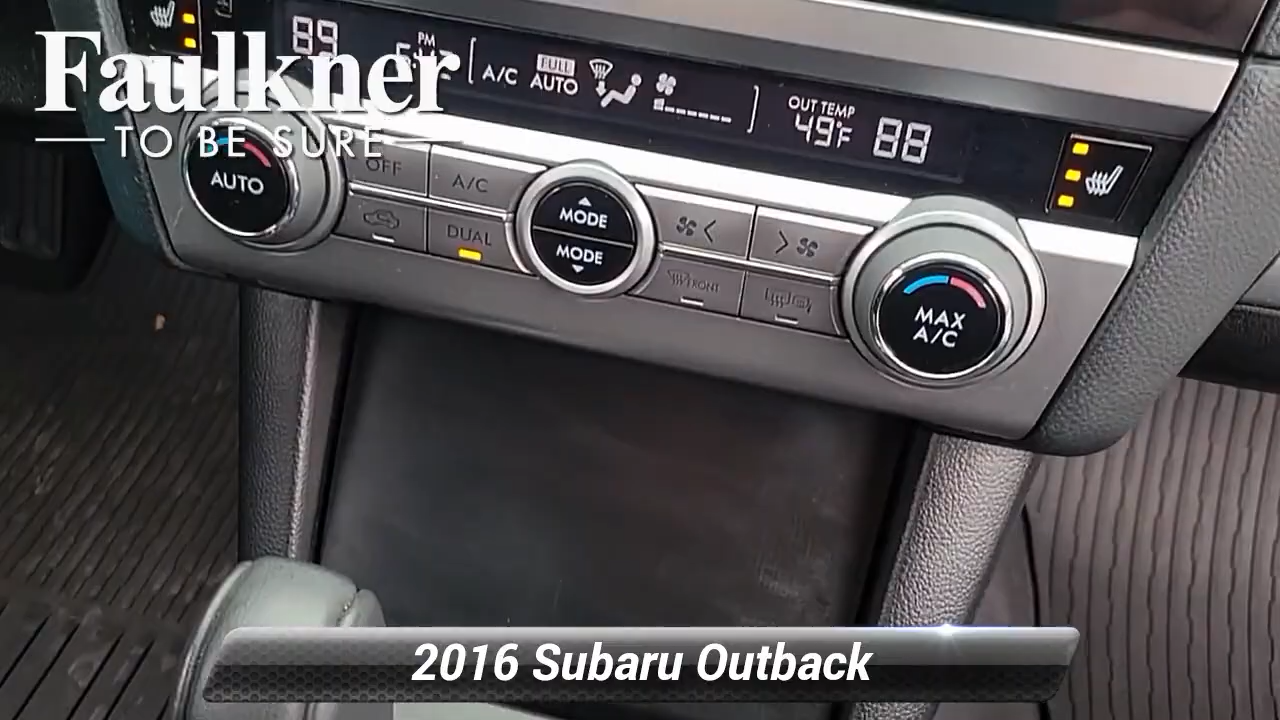 Faulkner
TO BE SURE
89
PM
A/C
FULL
AUTO
OUT TEMP
49°F
88
AUTO
OFF
A/C
DUAL
MODE
MODE
FRONT
MAX
A/C
2016 Subaru Outback